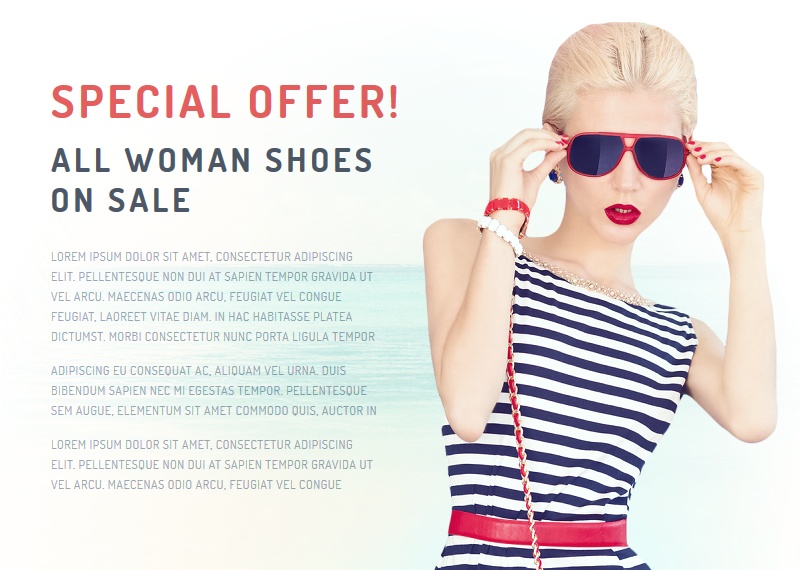 SPECIAL OFFER!
ALL WOMAN SHOES
ON SALE
LOREM IPSUM DOLOR SIT AMET, CONSECTETUR ADIPISCING
ELIT. PELLENTESQUE NON DUI AT SAPIEN TEMPOR GRAVIDA UT
VEL ARCU. MAECENAS ODIO ARCU, FEUGIAT VEL CONGUE
FEUGIAT, LAOREET VITAE DIAM. IN HAC HABITASSE PLATEA
DICTUMST. MORBI CONSECTETUR NUNC PORTA LIGULA TEMPOR
ADIPISCING EU CONSEQUAT AC, ALIQUAM VEL URNA. DUIS
BIBENDUM SAPIEN NEC MI EGESTAS TEMPOR. PELLENTESQUE
SEM AUGUE, ELEMENTUM SIT AMET COMMODO QUIS, AUCTOR IN
LOREM IPSUM DOLOR SIT AMET, CONSECTETUR ADIPISCING
ELIT. PELLENTESQUE NON DUI AT SAPIEN TEMPOR GRAVIDA UT
VEL ARCU. MAECENAS ODIO ARCU, FEUGIAT VEL CONGUE